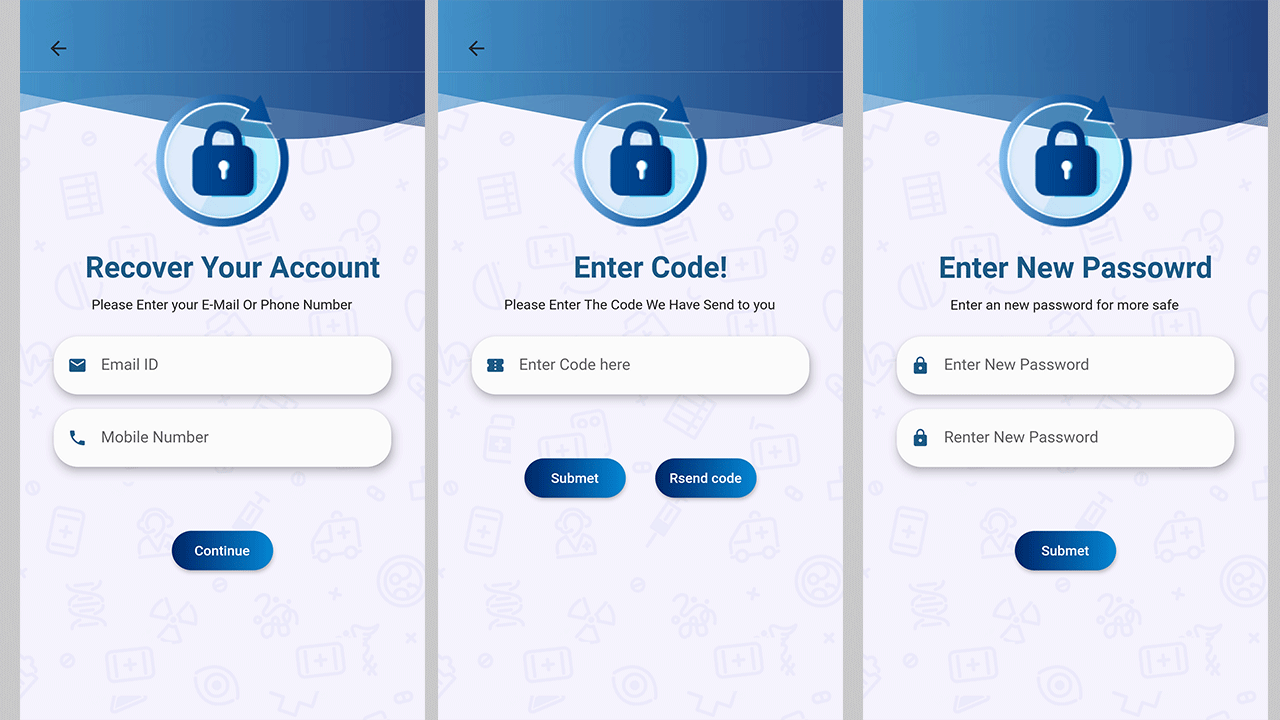 Recover Your Account
Please Enter your E-Mail Or Phone Number
Email ID
Mobile Number
Continue
Enter Code!
Please Enter The Code We Have Send to you
Enter Code here
Submet
Rsend code
Enter New Passowrd
Enter an new password for more safe
Enter New Password
Renter New Password
Submet